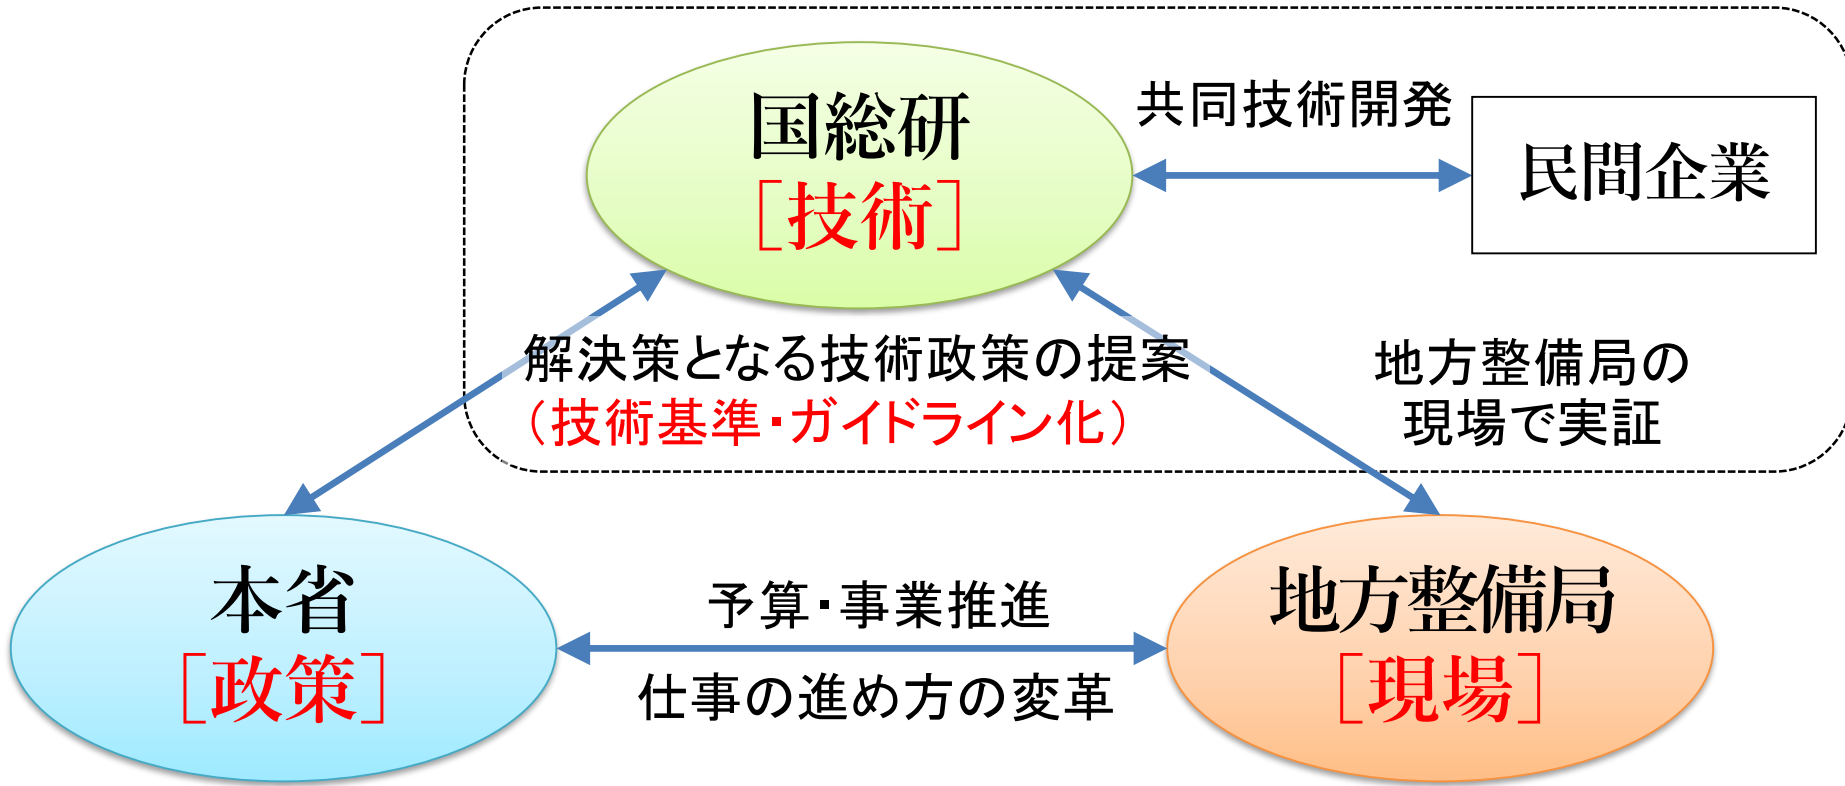 国総研
［技術］
共同技術開発
民間企業
解決策となる技術政策の提案
（技術基準・ガイドライン化）
地方整備局の
現場で実証
本省
［政策］
予算・事業推進
仕事の進め方の変革
地方整備局
［現場］